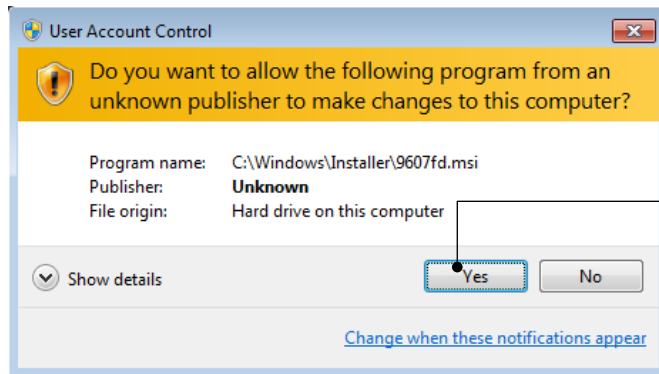 User Account Control
Do you want to allow the following program from an
unknown publisher to make changes to this computer?
Program name: C:\Windows\Installer\9607fd.msi
Publisher: Unknown
File origin: Hard drive on this computer
Show details Yes No
Change when these notifications appear